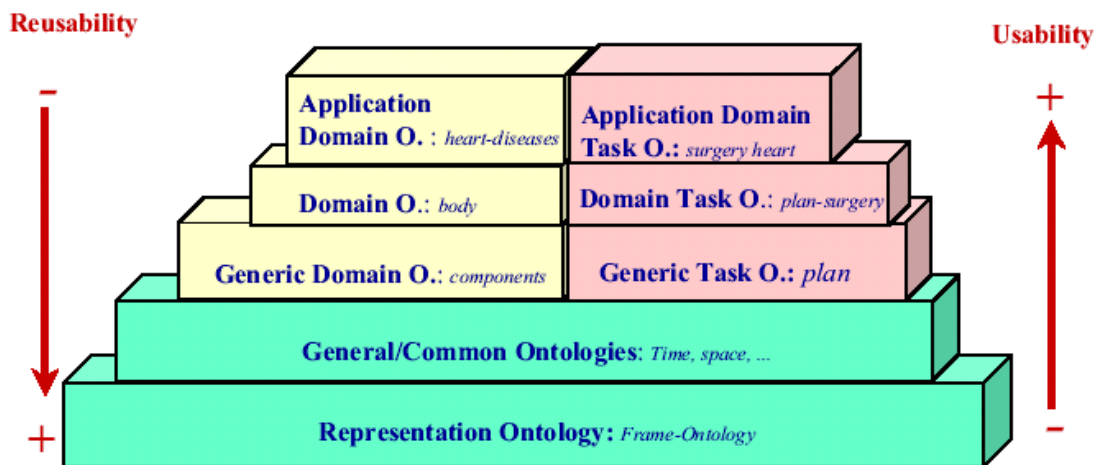 Reusability
Usability
-
+
Application
Domain O. : heart-diseases
Application Domain
Task O.: surgery heart
Domain O.: body
Domain Task O.: plan-surgery
Generic Domain O.: components
Generic Task O.: plan
General/Common Ontologies: Time, space, ...
Representation Ontology: Frame-Ontology
+
-